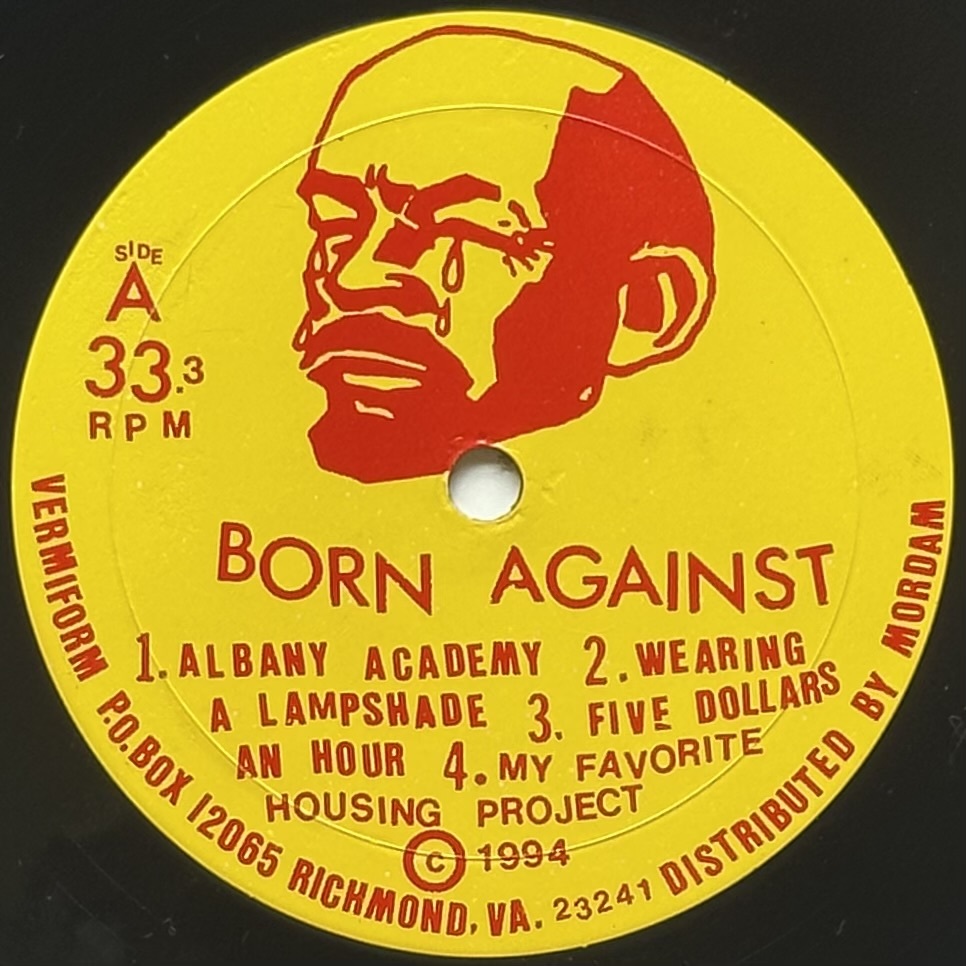 SIDE
A
33.3
RPM
BORN AGAINST
1. ALBANY ACADEMY 2. WEARING
A LAMPSHADE 3. FIVE DOLLARS
AN HOUR 4. MY FAVORITE
HOUSING PROJECT
© 1994
VERMIFORM P.O. BOX 12065 RICHMOND, VA. 23241 DISTRIBUTED BY MORDAM